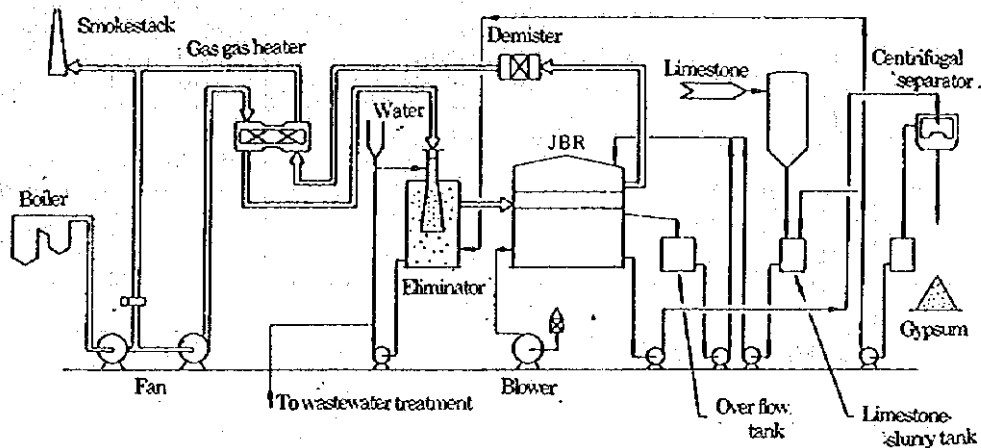 Smokestack
Gas gas heater
Demister
Limestone
Centrifugal
separator
Water
JBR
Boiler
Eliminator
Gypsum
Fan
Blower
To wastewater treatment
Over flow
tank
Limestone
slurry tank